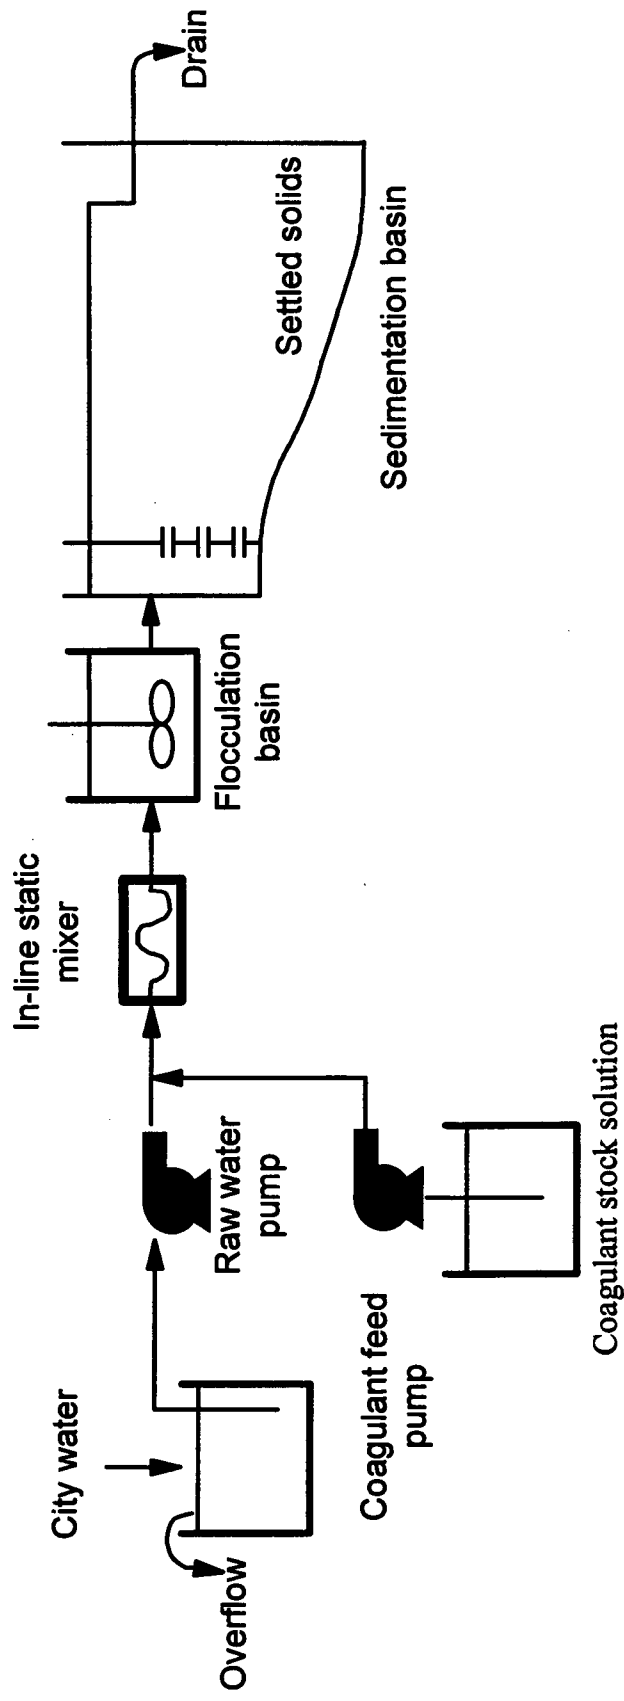 City water
Overflow
Raw water
pump
Coagulant feed
pump
Coagulant stock solution
In-line static
mixer
Flocculation
basin
Settled solids
Sedimentation basin
Drain